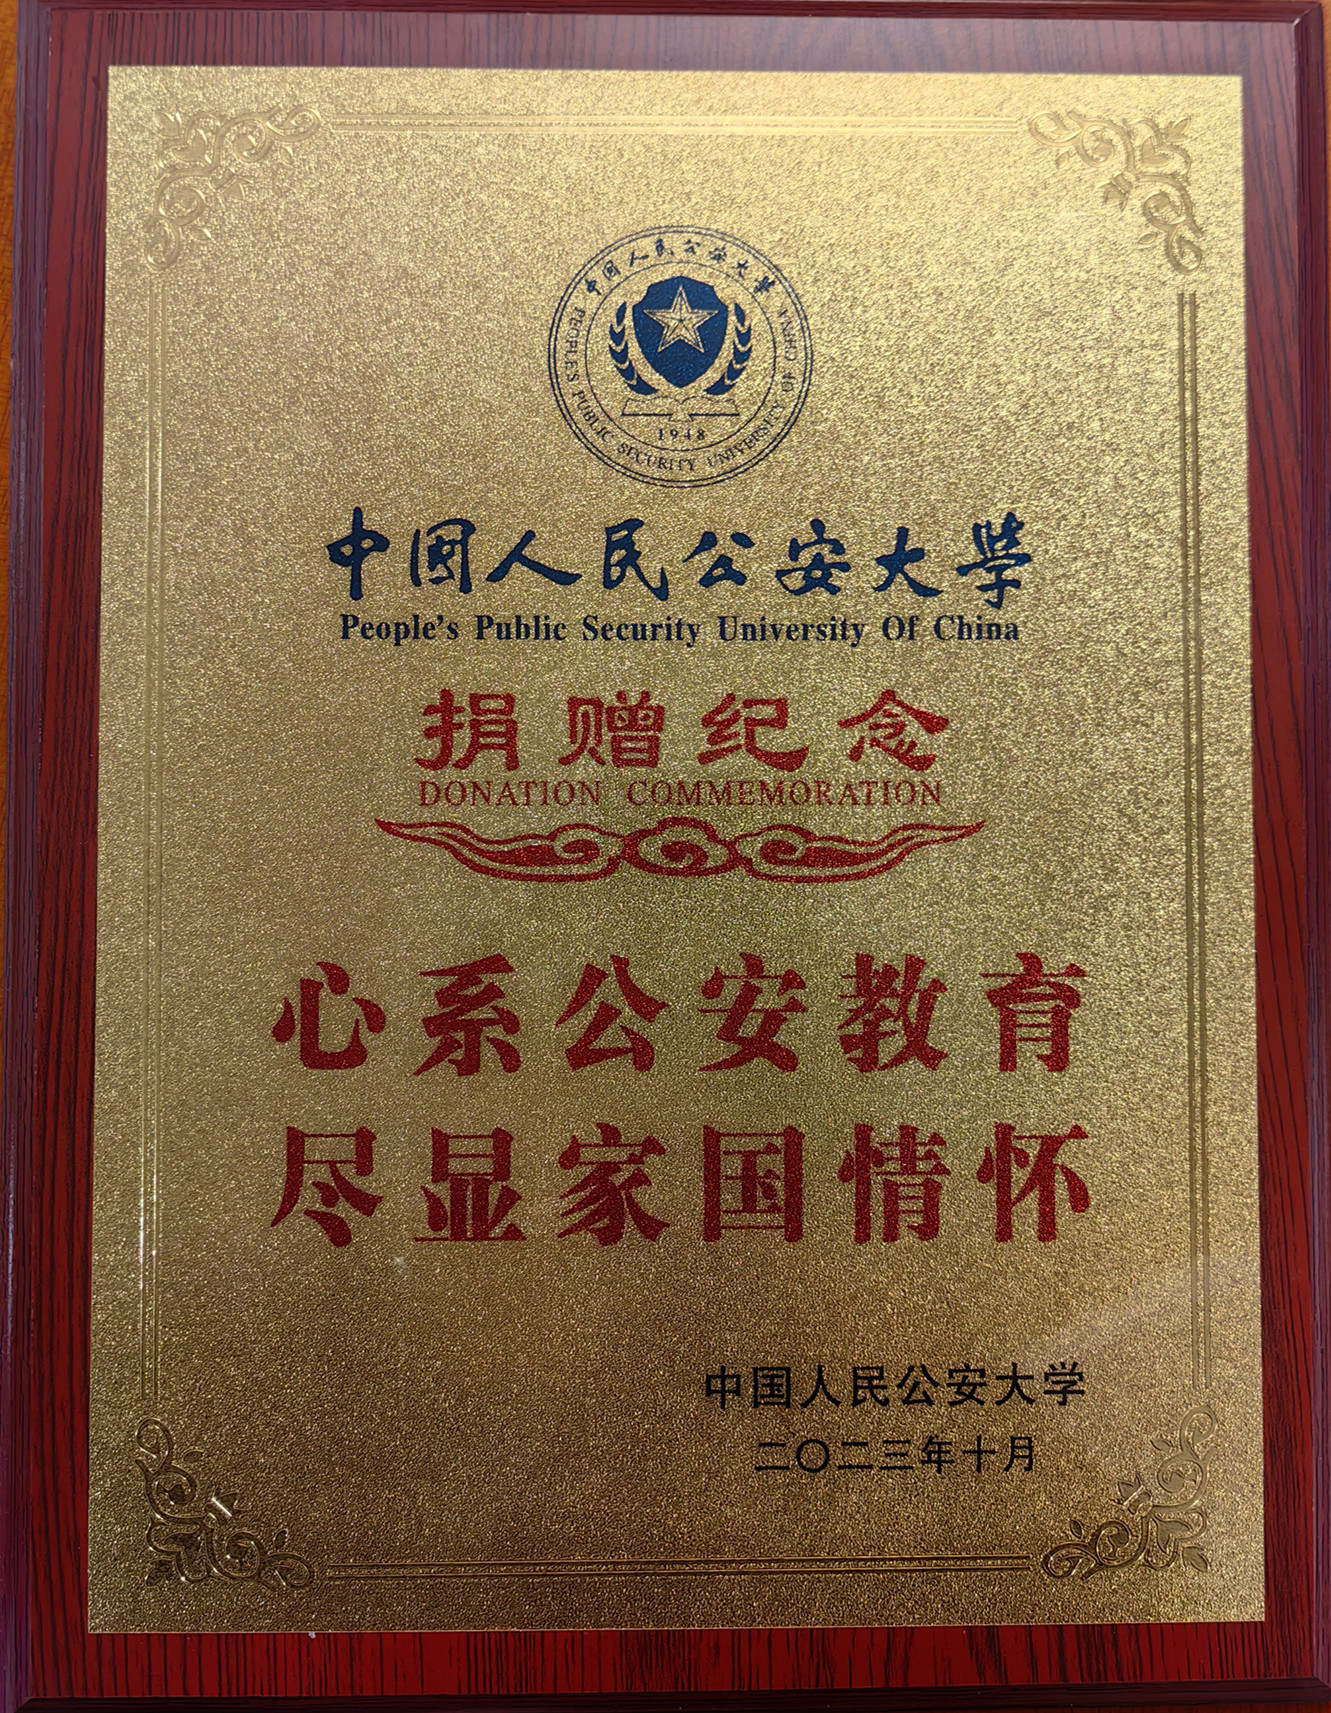 中国人民公安大学
PEOPLE'S PUBLIC SECURITY UNIVERSITY OF CHINA
1948
中國人民公安大學
People's Public Security University Of China
捐赠纪念
DONATION COMMEMORATION
心系公安教育
尽显家国情怀
中国人民公安大学
二〇二三年十月